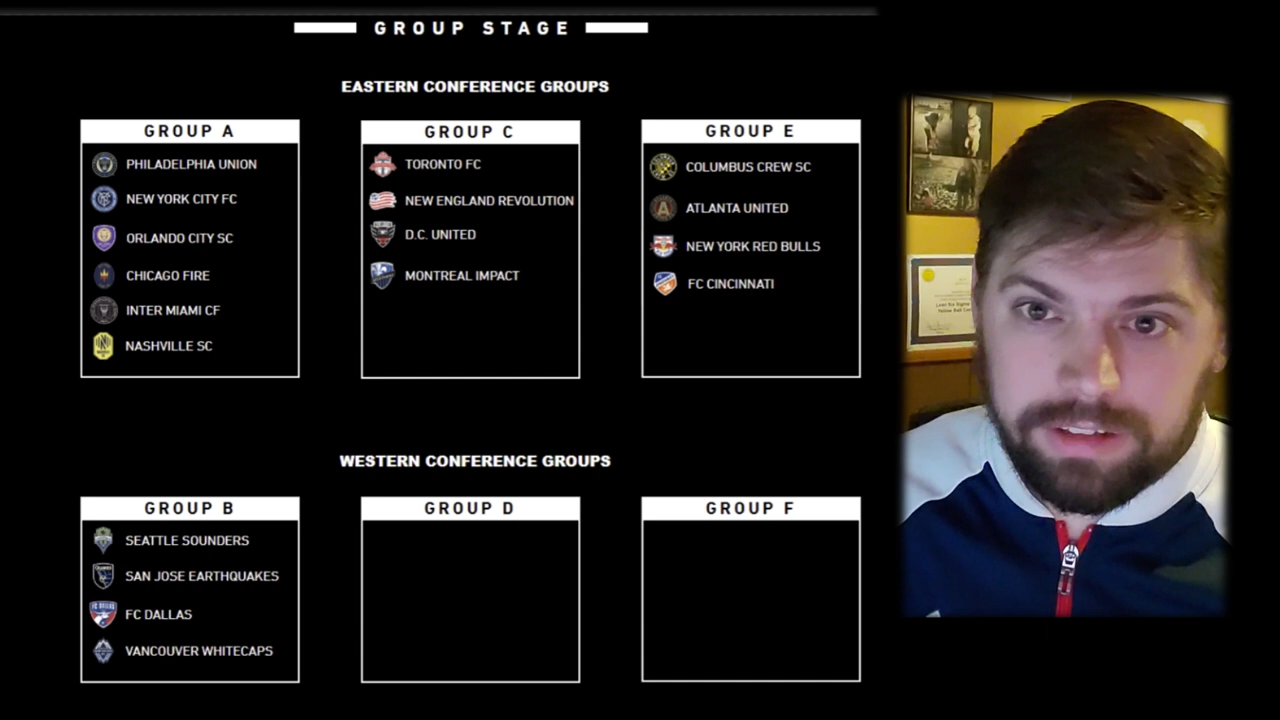 GROUP STAGE
EASTERN CONFERENCE GROUPS
GROUP A
PHILADELPHIA UNION
NEW YORK CITY FC
ORLANDO CITY SC
CHICAGO FIRE
INTER MIAMI CF
NASHVILLE SC
GROUP C
TORONTO FC
NEW ENGLAND REVOLUTION
D.C. UNITED
MONTREAL IMPACT
GROUP E
COLUMBUS CREW SC
ATLANTA UNITED
NEW YORK RED BULLS
FC CINCINNATI
WESTERN CONFERENCE GROUPS
GROUP B
SEATTLE SOUNDERS
SAN JOSE EARTHQUAKES
FC DALLAS
VANCOUVER WHITECAPS
GROUP D
GROUP F